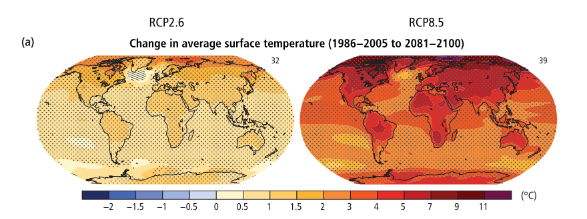 RCP2.6 RCP8.5
(a) Change in average surface temperature (1986−2005 to 2081−2100)
32 39
−2 −1.5 −1 −0.5 0 0.5 1 1.5 2 3 4 5 7 9 11 (°C)